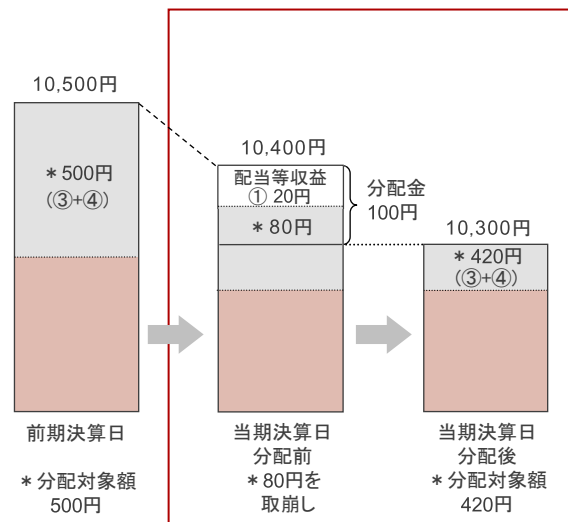 10,500円
*500円
(③+④)
前期決算日
*分配対象額
500円
10,400円
配当等収益
① 20円
*80円
分配金
100円
当期決算日
分配前
*80円を
取崩し
10,300円
*420円
(③+④)
当期決算日
分配後
*分配対象額
420円